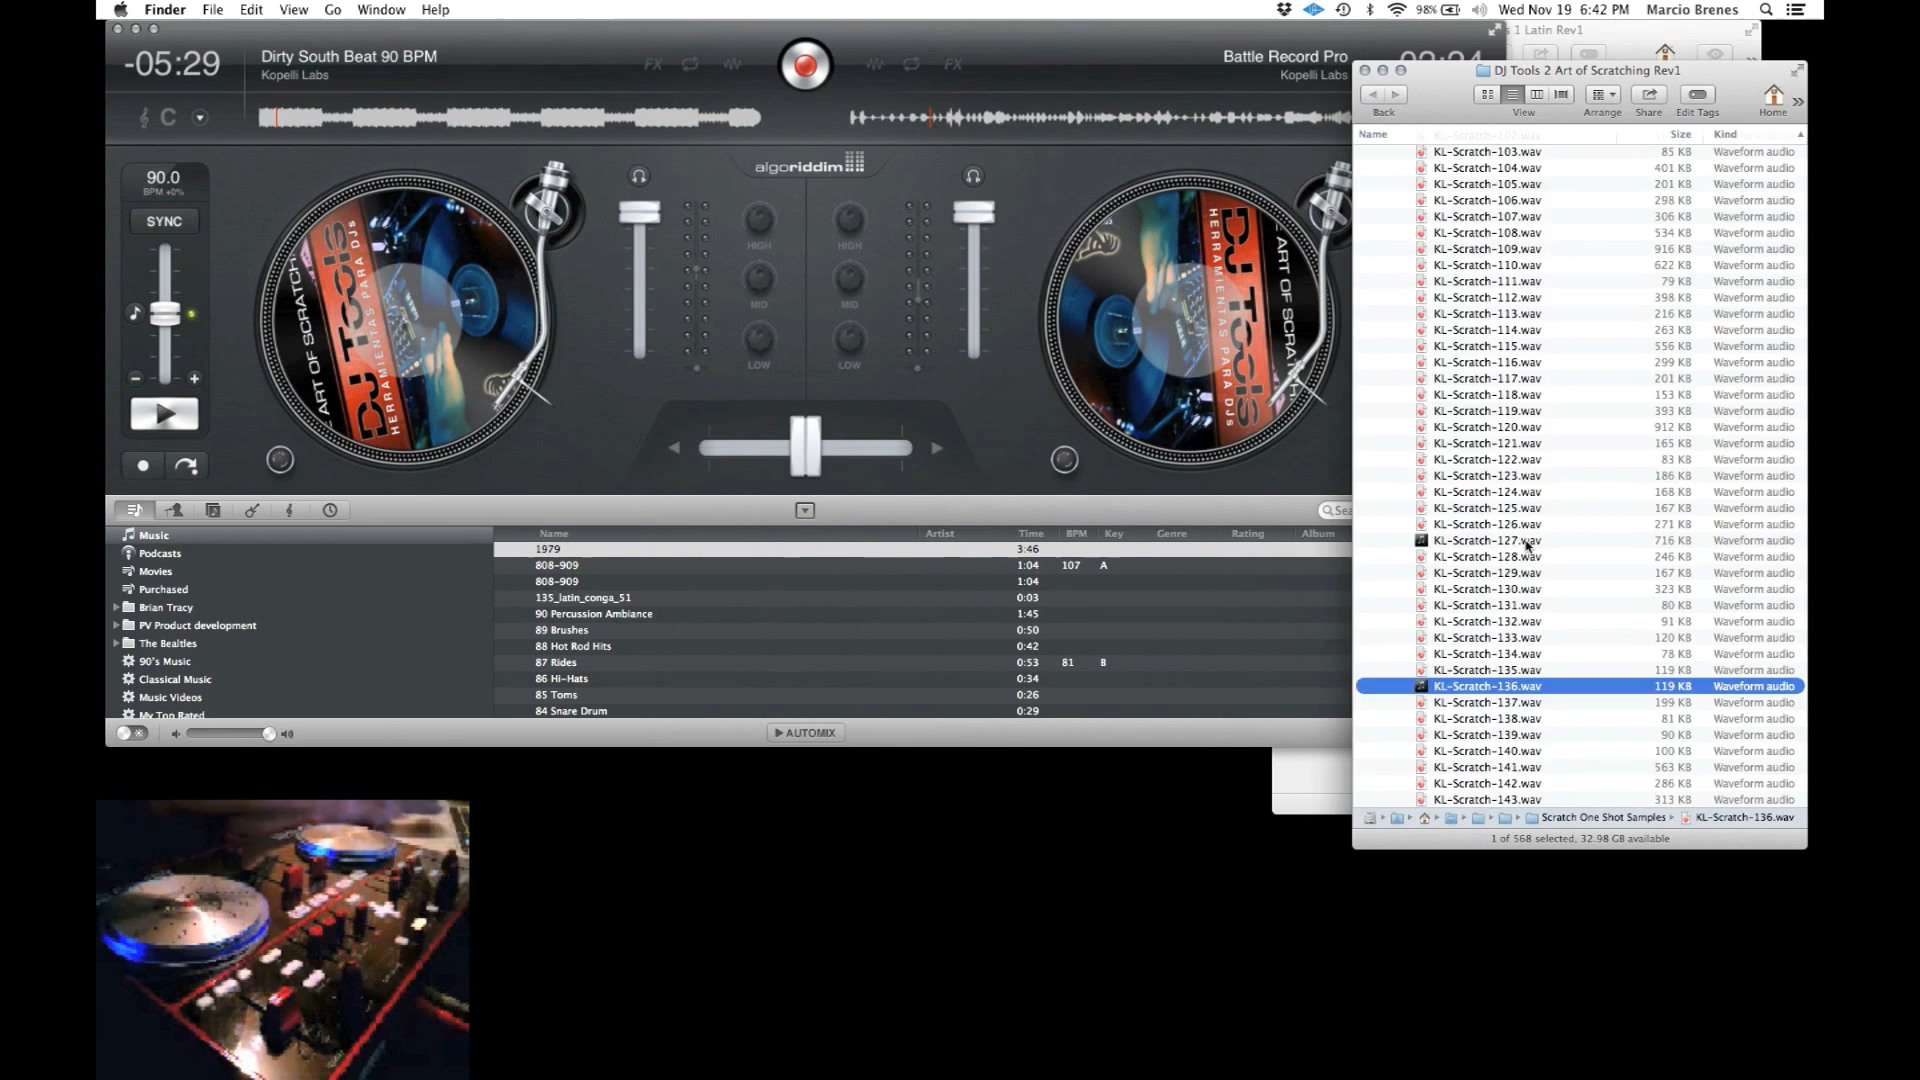 Finder File Edit View Go Window Help
98% Wed Nov 19 6:42 PM Marcio Brenes
-05:29
Dirty South Beat 90 BPM
Kopelli Labs
FX FX
Battle Record Pro
Kopelli Labs
C
90.0
BPM +0%
SYNC
algoriddim
HIGH HIGH
MID MID
LOW LOW
ART OF SCRATCH
DJ TOOLS
HERRAMIENTAS PARA DJs
ART OF SCRATCH
DJ TOOLS
HERRAMIENTAS PARA DJs
Music
Podcasts
Movies
Purchased
Brian Tracy
PV Product development
The Bealtles
90's Music
Classical Music
Music Videos
My Top Rated
Name Artist Time BPM Key Genre Rating Album
1979 3:46
808-909 1:04 107 A
808-909 1:04
135_latin_conga_51 0:03
90 Percussion Ambiance 1:45
89 Brushes 0:50
88 Hot Rod Hits 0:42
87 Rides 0:53 81 B
86 Hi-Hats 0:34
85 Toms 0:26
84 Snare Drum 0:29
AUTOMIX
s 1 Latin Rev1
DJ Tools 2 Art of Scratching Rev1
Back View Arrange Share Edit Tags Home
Name Size Kind
KL-Scratch-103.wav 85 KB Waveform audio
KL-Scratch-104.wav 401 KB Waveform audio
KL-Scratch-105.wav 201 KB Waveform audio
KL-Scratch-106.wav 298 KB Waveform audio
KL-Scratch-107.wav 306 KB Waveform audio
KL-Scratch-108.wav 534 KB Waveform audio
KL-Scratch-109.wav 916 KB Waveform audio
KL-Scratch-110.wav 622 KB Waveform audio
KL-Scratch-111.wav 79 KB Waveform audio
KL-Scratch-112.wav 398 KB Waveform audio
KL-Scratch-113.wav 216 KB Waveform audio
KL-Scratch-114.wav 263 KB Waveform audio
KL-Scratch-115.wav 556 KB Waveform audio
KL-Scratch-116.wav 299 KB Waveform audio
KL-Scratch-117.wav 201 KB Waveform audio
KL-Scratch-118.wav 153 KB Waveform audio
KL-Scratch-119.wav 393 KB Waveform audio
KL-Scratch-120.wav 912 KB Waveform audio
KL-Scratch-121.wav 165 KB Waveform audio
KL-Scratch-122.wav 83 KB Waveform audio
KL-Scratch-123.wav 186 KB Waveform audio
KL-Scratch-124.wav 168 KB Waveform audio
KL-Scratch-125.wav 167 KB Waveform audio
KL-Scratch-126.wav 271 KB Waveform audio
KL-Scratch-127.wav 716 KB Waveform audio
KL-Scratch-128.wav 246 KB Waveform audio
KL-Scratch-129.wav 167 KB Waveform audio
KL-Scratch-130.wav 323 KB Waveform audio
KL-Scratch-131.wav 80 KB Waveform audio
KL-Scratch-132.wav 91 KB Waveform audio
KL-Scratch-133.wav 120 KB Waveform audio
KL-Scratch-134.wav 78 KB Waveform audio
KL-Scratch-135.wav 119 KB Waveform audio
KL-Scratch-136.wav 119 KB Waveform audio
KL-Scratch-137.wav 199 KB Waveform audio
KL-Scratch-138.wav 81 KB Waveform audio
KL-Scratch-139.wav 90 KB Waveform audio
KL-Scratch-140.wav 100 KB Waveform audio
KL-Scratch-141.wav 563 KB Waveform audio
KL-Scratch-142.wav 286 KB Waveform audio
KL-Scratch-143.wav 313 KB Waveform audio
Scratch One Shot Samples KL-Scratch-136.wav
1 of 568 selected, 32.98 GB available